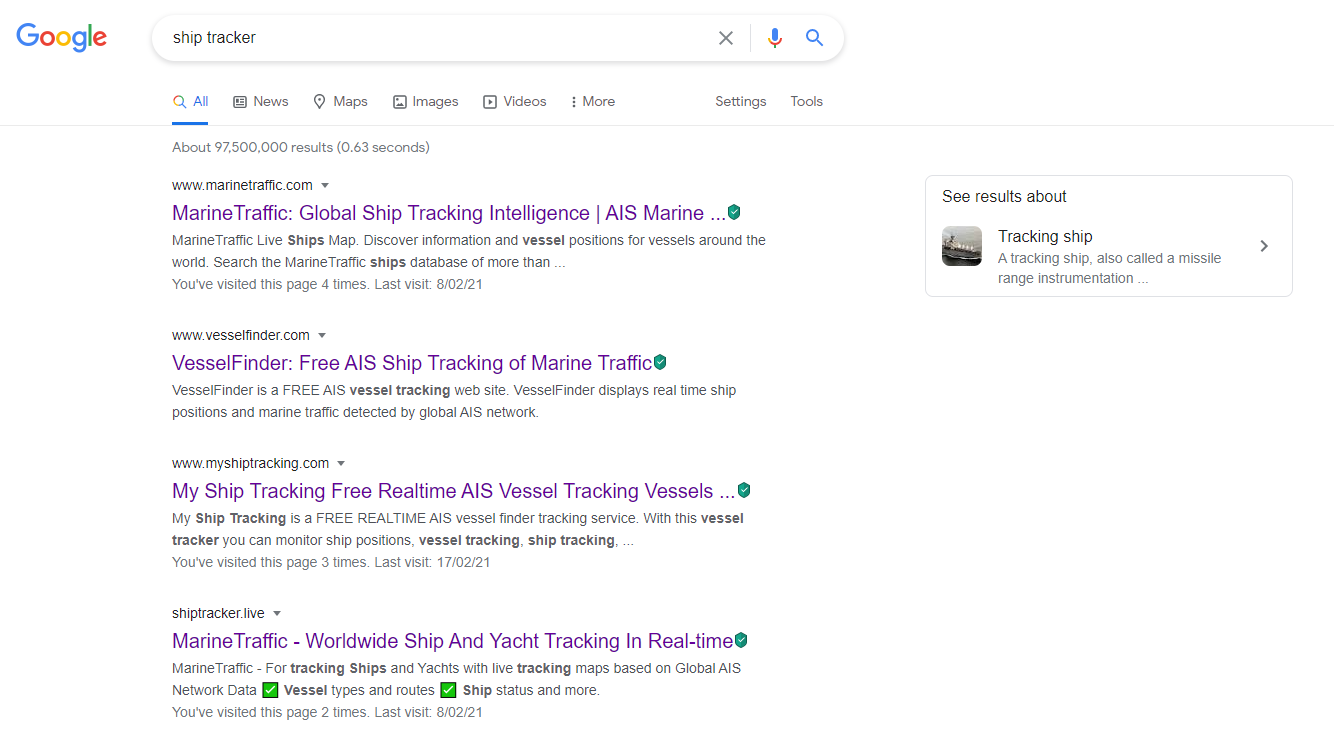 Google
ship tracker
All News Maps Images Videos More Settings Tools
About 97,500,000 results (0.63 seconds)
www.marinetraffic.com
MarineTraffic: Global Ship Tracking Intelligence | AIS Marine ...
MarineTraffic Live Ships Map. Discover information and vessel positions for vessels around the
world. Search the MarineTraffic ships database of more than ...
You've visited this page 4 times. Last visit: 8/02/21
www.vesselfinder.com
VesselFinder: Free AIS Ship Tracking of Marine Traffic
VesselFinder is a FREE AIS vessel tracking web site. VesselFinder displays real time ship
positions and marine traffic detected by global AIS network.
www.myshiptracking.com
My Ship Tracking Free Realtime AIS Vessel Tracking Vessels ...
My Ship Tracking is a FREE REALTIME AIS vessel finder tracking service. With this vessel
tracker you can monitor ship positions, vessel tracking, ship tracking, ...
You've visited this page 3 times. Last visit: 17/02/21
shiptracker.live
MarineTraffic - Worldwide Ship And Yacht Tracking In Real-time
MarineTraffic - For tracking Ships and Yachts with live tracking maps based on Global AIS
Network Data ✅ Vessel types and routes ✅ Ship status and more.
You've visited this page 2 times. Last visit: 8/02/21
See results about
Tracking ship
A tracking ship, also called a missile
range instrumentation ...